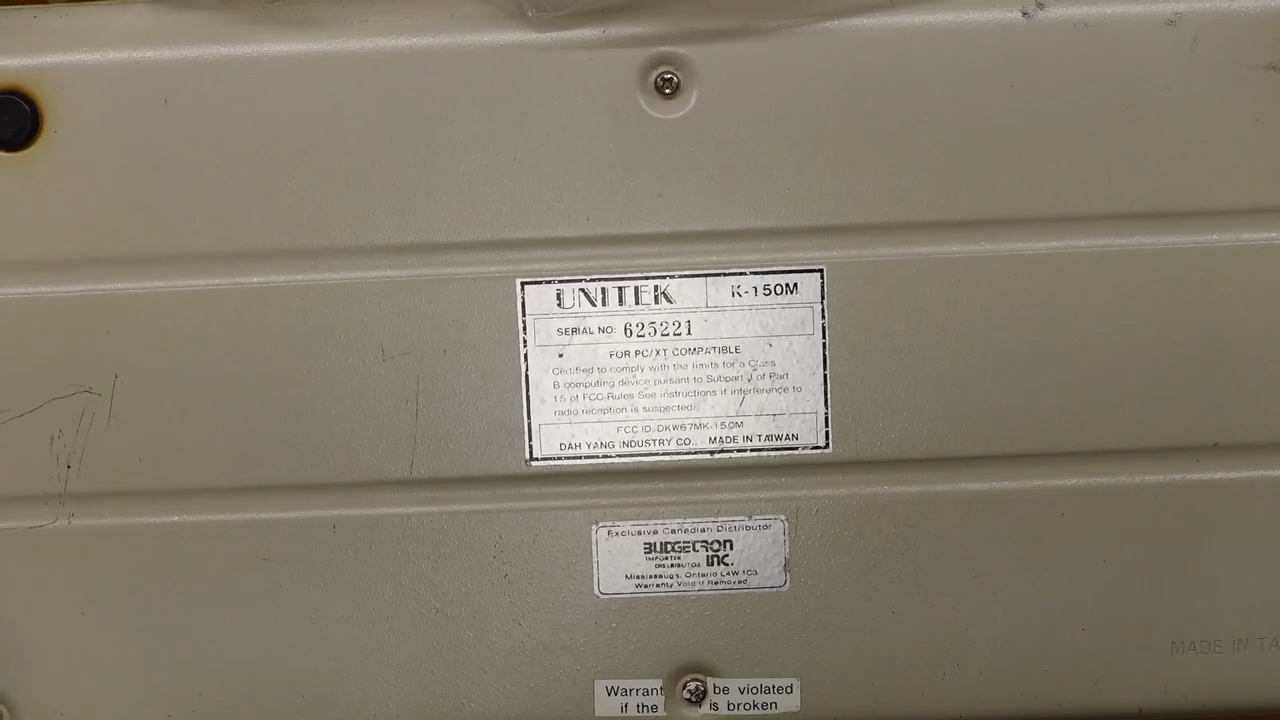 UNITEK K-150M
SERIAL NO: 625221
FOR PC/XT COMPATIBLE
Certified to comply with the limits for a Class
B computing device pursuant to Subpart J of Part
15 of FCC Rules See instructions if interference to
radio reception is suspected.
FCC ID: DKW67MK-150M
DAH YANG INDUSTRY CO., MADE IN TAIWAN
Exclusive Canadian Distributor
BUDGETRON
IMPORTER
DISTRIBUTOR INC.
Mississauga, Ontario L4W 1C3
Warranty Void If Removed
MADE IN TA
Warrant be violated
if the is broken